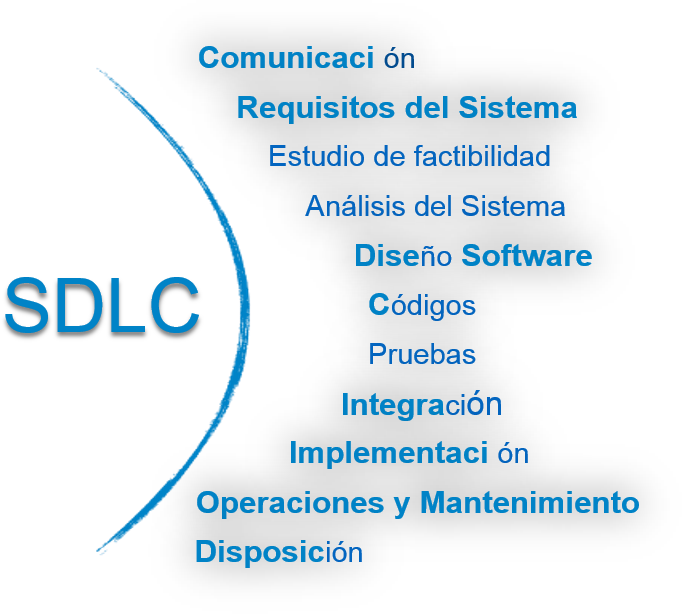 Comunicaci ón
Requisitos del Sistema
Estudio de factibilidad
Análisis del Sistema
Diseño Software
SDLC
Códigos
Pruebas
Integración
Implementaci ón
Operaciones y Mantenimiento
Disposición